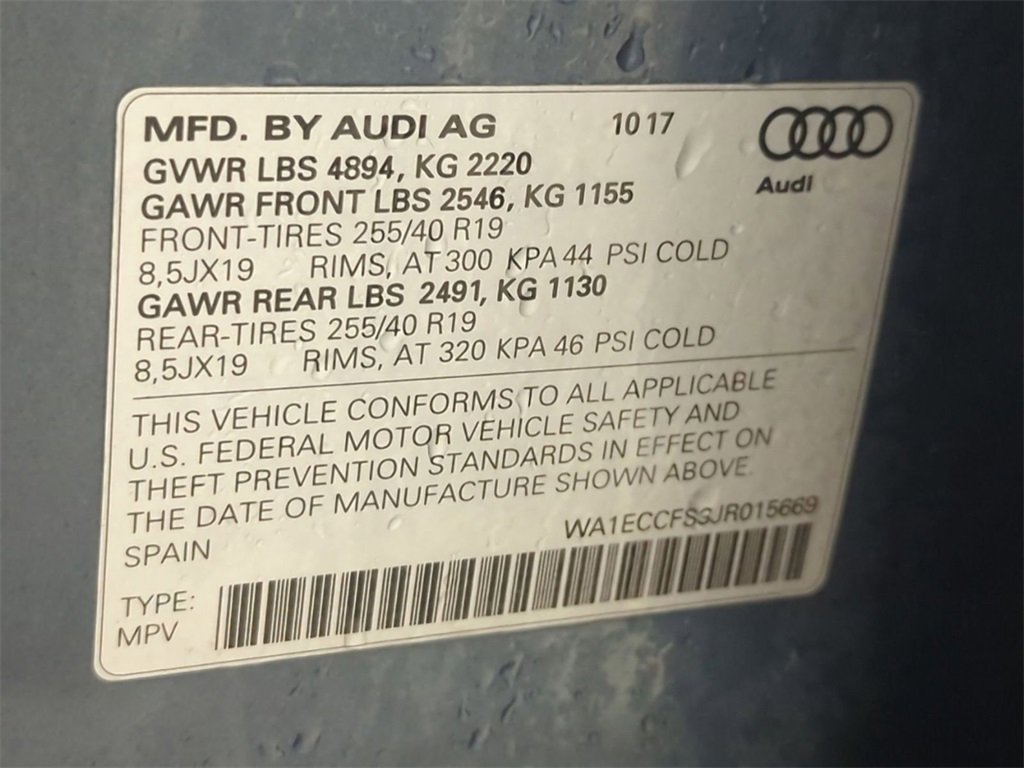 MFD. BY AUDI AG 10 17
GVWR LBS 4894, KG 2220
Audi
GAWR FRONT LBS 2546, KG 1155
FRONT-TIRES 255/40 R19
8,5JX19 RIMS, AT 300 KPA 44 PSI COLD
GAWR REAR LBS 2491, KG 1130
REAR-TIRES 255/40 R19
8,5JX19 RIMS, AT 320 KPA 46 PSI COLD
THIS VEHICLE CONFORMS TO ALL APPLICABLE
U.S. FEDERAL MOTOR VEHICLE SAFETY AND
THEFT PREVENTION STANDARDS IN EFFECT ON
THE DATE OF MANUFACTURE SHOWN ABOVE.
SPAIN WA1ECCFS3JR015669
TYPE:
MPV